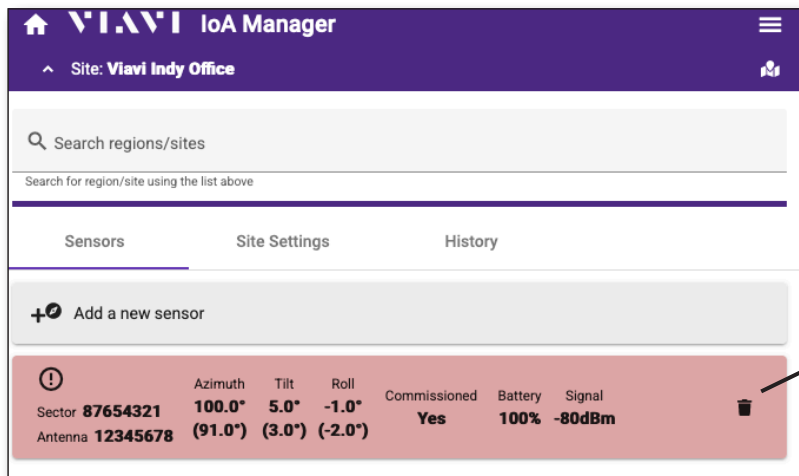 VIAVI IoA Manager
Site: Viavi Indy Office
Search regions/sites
Search for region/site using the list above
Sensors Site Settings History
Add a new sensor
Azimuth Tilt Roll Commissioned Battery Signal
Sector 87654321 100.0° 5.0° -1.0° Yes 100% -80dBm
Antenna 12345678 (91.0°) (3.0°) (-2.0°)